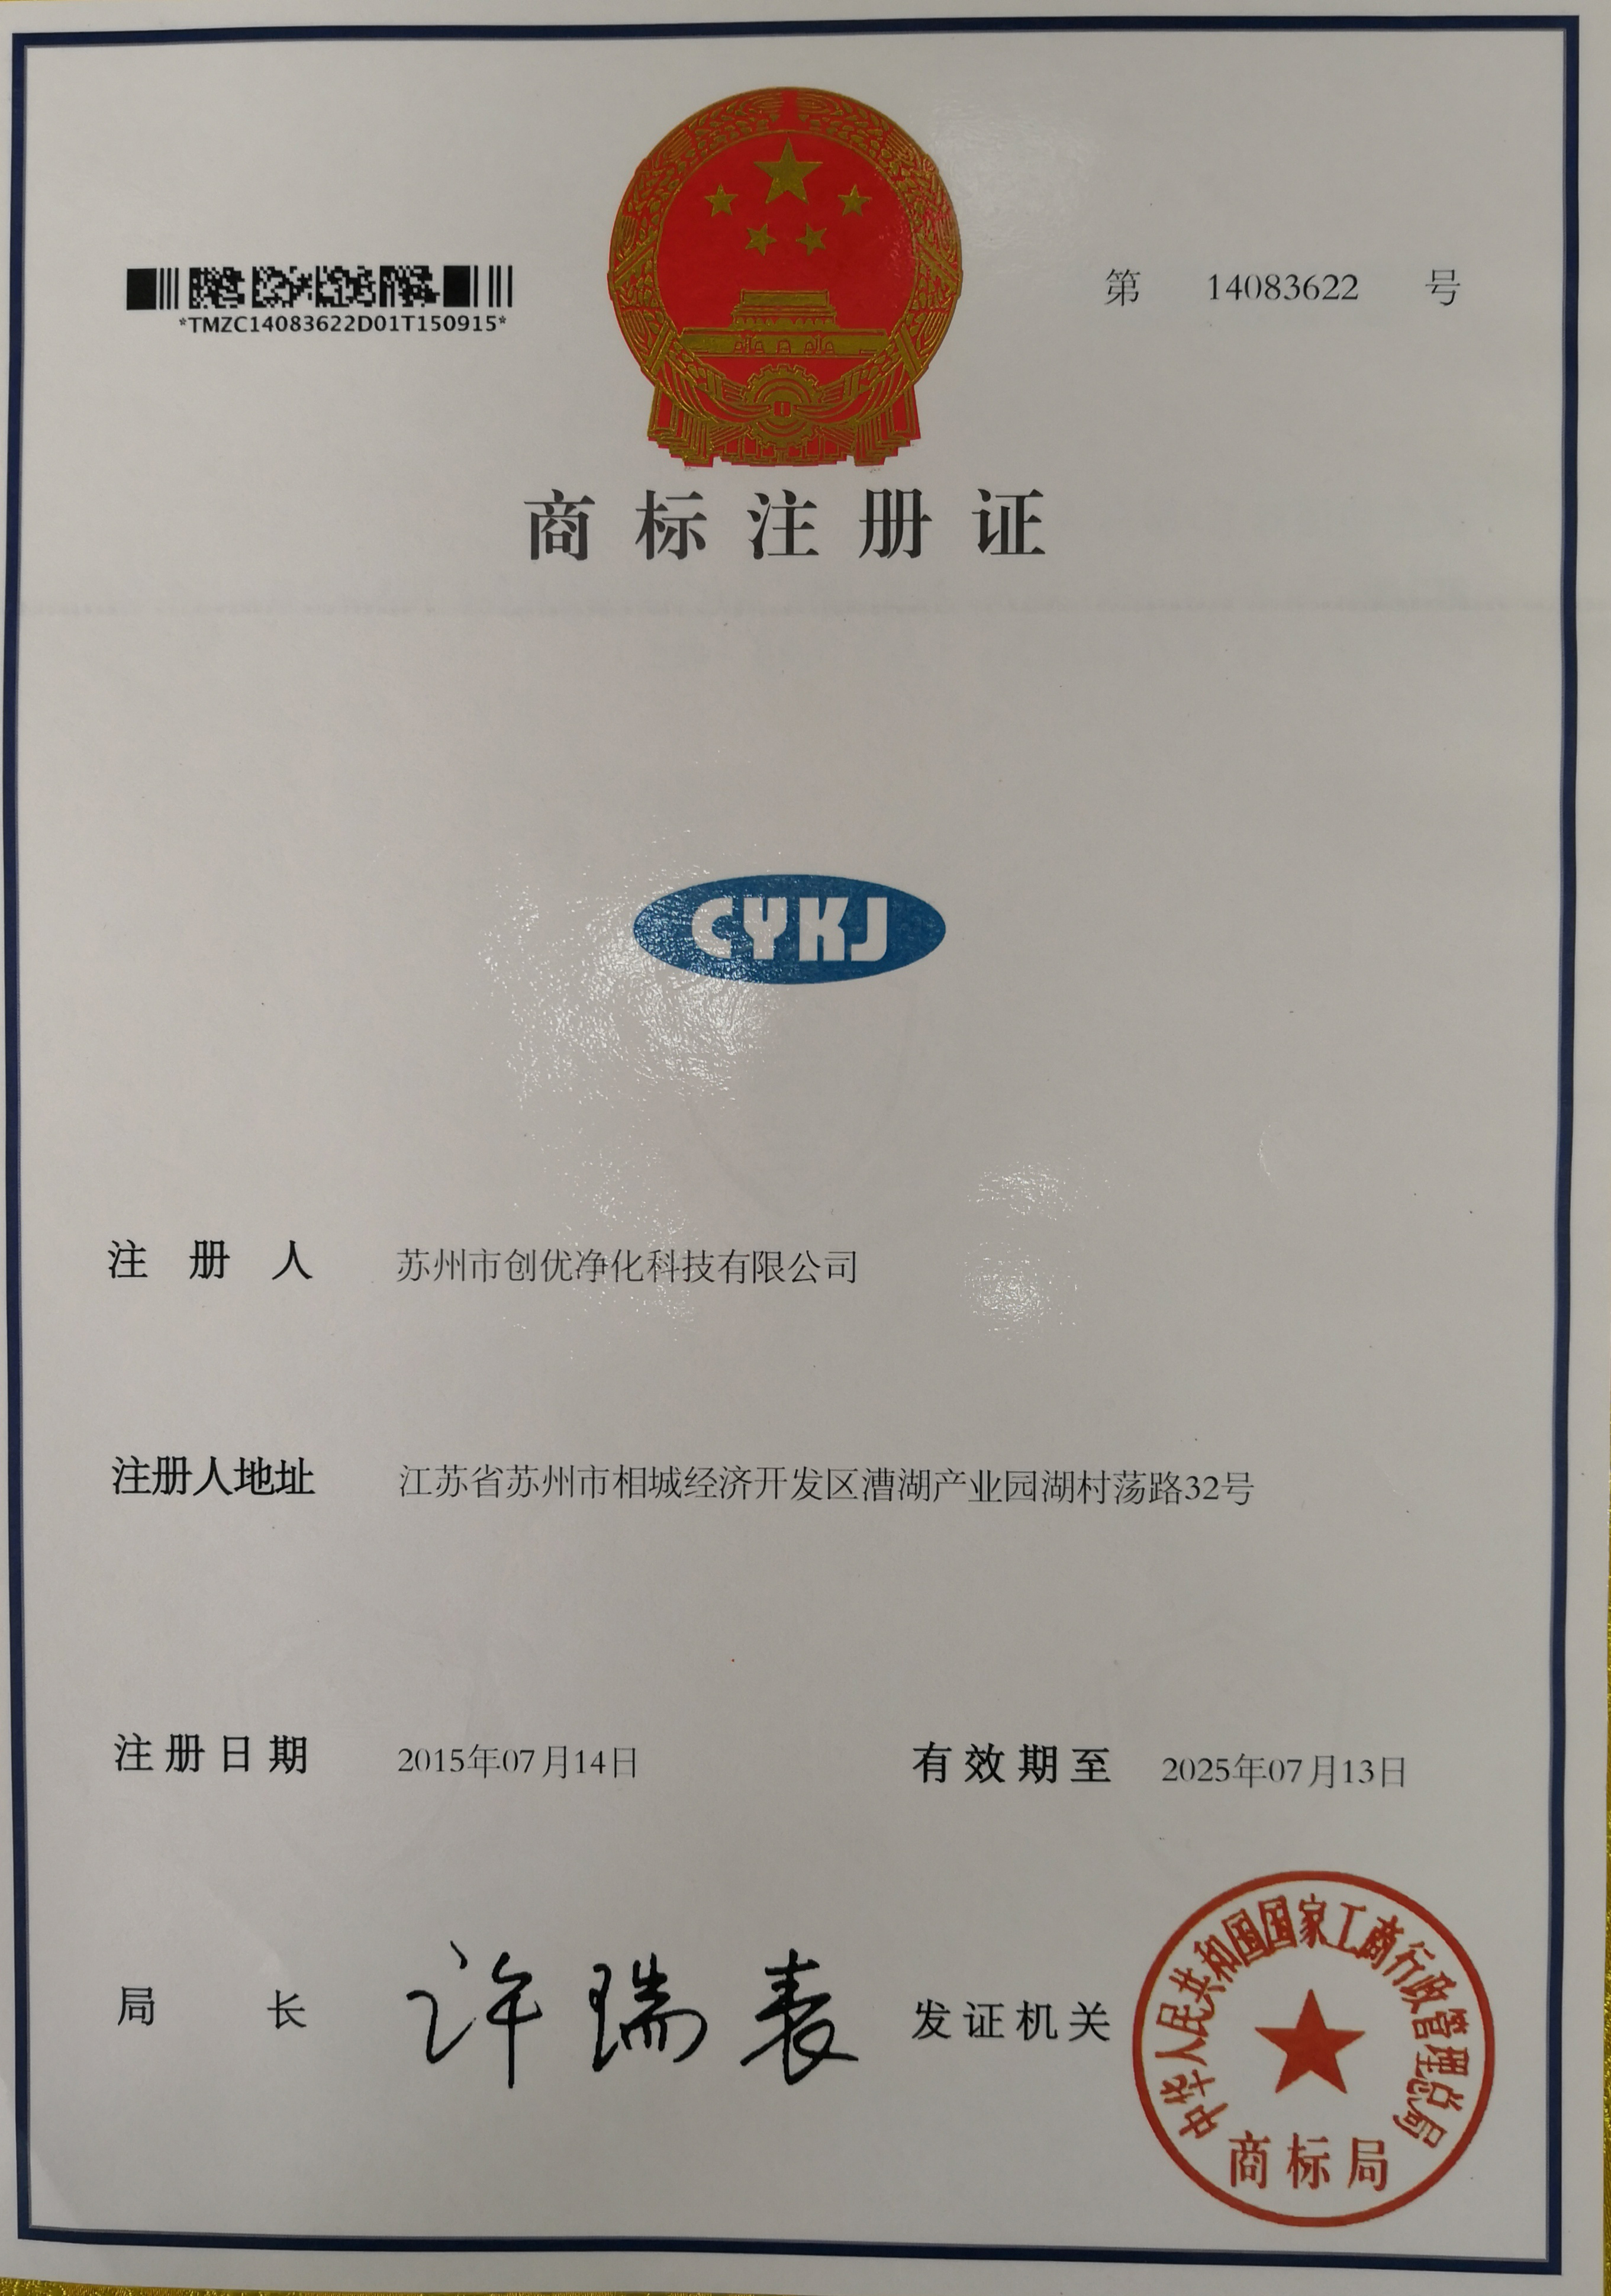 *TMZC14083622D01T150915*
第 14083622 号
商标注册证
CYKJ
注册人 苏州市创优净化科技有限公司
注册人地址 江苏省苏州市相城经济开发区漕湖产业园湖村荡路32号
注册日期 2015年07月14日 有效期至 2025年07月13日
局长 许瑞表 发证机关
中华人民共和国国家工商行政管理总局
商标局